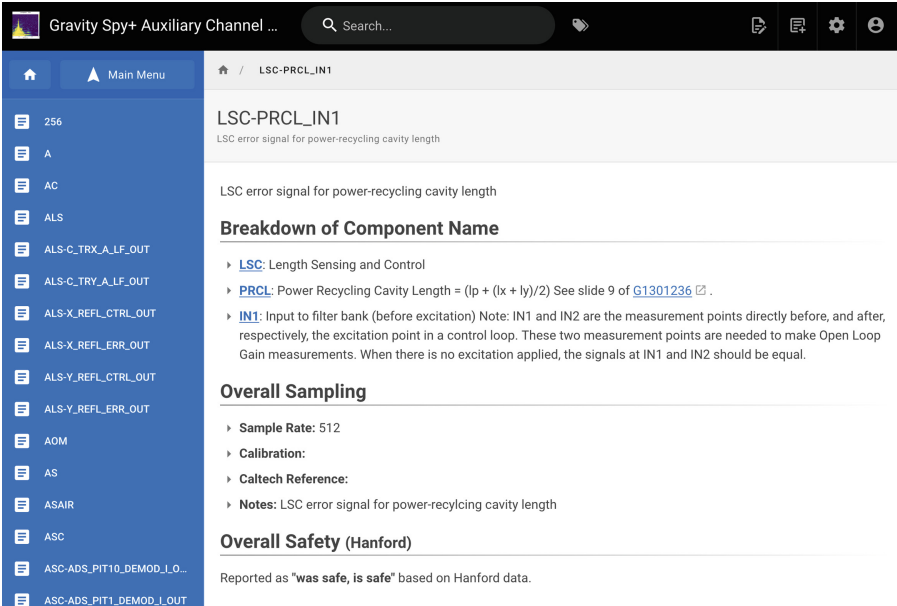 Gravity Spy+ Auxiliary Channel ...
Search...
Main Menu
256
A
AC
ALS
ALS-C_TRX_A_LF_OUT
ALS-C_TRY_A_LF_OUT
ALS-X_REFL_CTRL_OUT
ALS-X_REFL_ERR_OUT
ALS-Y_REFL_CTRL_OUT
ALS-Y_REFL_ERR_OUT
AOM
AS
ASAIR
ASC
ASC-ADS_PIT10_DEMOD_I_O...
ASC-ADS_PIT1_DEMOD_I_OUT
/ LSC-PRCL_IN1
LSC-PRCL_IN1
LSC error signal for power-recycling cavity length
LSC error signal for power-recycling cavity length
Breakdown of Component Name
LSC: Length Sensing and Control
PRCL: Power Recycling Cavity Length = (lp + (lx + ly)/2) See slide 9 of G1301236 .
IN1: Input to filter bank (before excitation) Note: IN1 and IN2 are the measurement points directly before, and after,
respectively, the excitation point in a control loop. These two measurement points are needed to make Open Loop
Gain measurements. When there is no excitation applied, the signals at IN1 and IN2 should be equal.
Overall Sampling
Sample Rate: 512
Calibration:
Caltech Reference:
Notes: LSC error signal for power-recylcing cavity length
Overall Safety (Hanford)
Reported as "was safe, is safe" based on Hanford data.